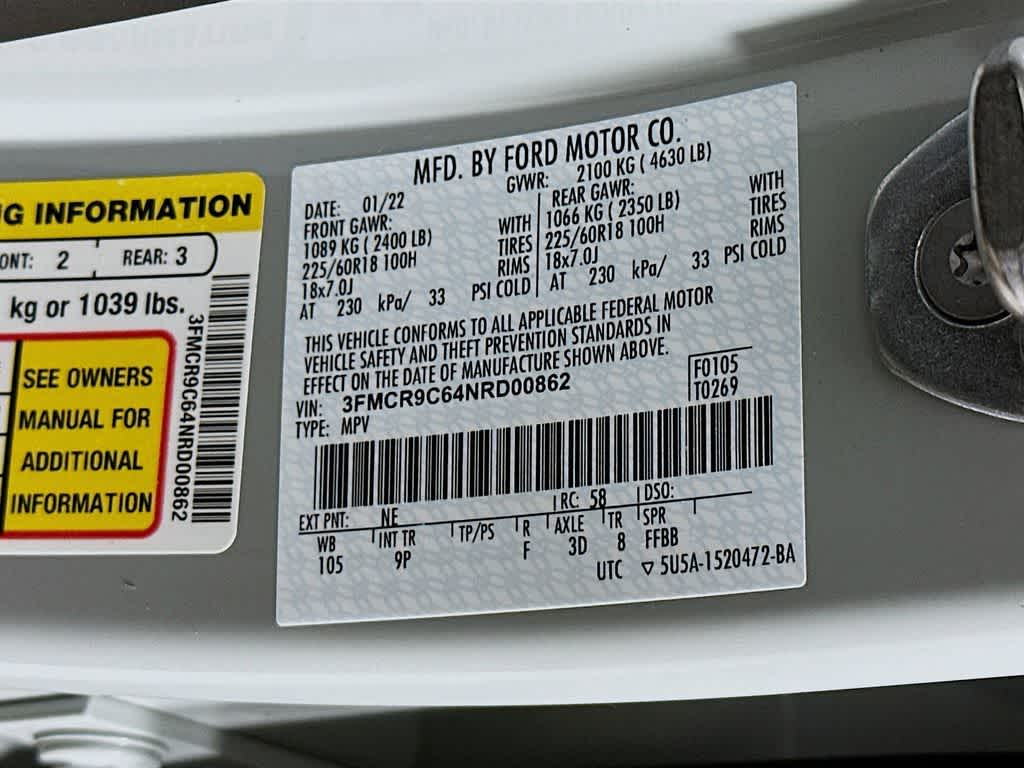 G INFORMATION
ONT: 2 REAR: 3
kg or 1039 lbs.
SEE OWNERS
MANUAL FOR
ADDITIONAL
INFORMATION
3FMCR9C64NRD00862
MFD. BY FORD MOTOR CO.
DATE: 01/22 GVWR: 2100 KG ( 4630 LB)
FRONT GAWR: REAR GAWR:
1089 KG ( 2400 LB) WITH 1066 KG ( 2350 LB) WITH
225/60R18 100H TIRES 225/60R18 100H TIRES
18x7.0J RIMS 18x7.0J RIMS
AT 230 kPa/ 33 PSI COLD AT 230 kPa/ 33 PSI COLD
THIS VEHICLE CONFORMS TO ALL APPLICABLE FEDERAL MOTOR
VEHICLE SAFETY AND THEFT PREVENTION STANDARDS IN
EFFECT ON THE DATE OF MANUFACTURE SHOWN ABOVE.
VIN: 3FMCR9C64NRD00862 F0105
TYPE: MPV T0269
EXT PNT: NE RC: 58 DSO:
WB INT TR TP/PS R AXLE TR SPR
105 9P F 3D 8 FFBB
UTC ▽ 5U5A-1520472-BA